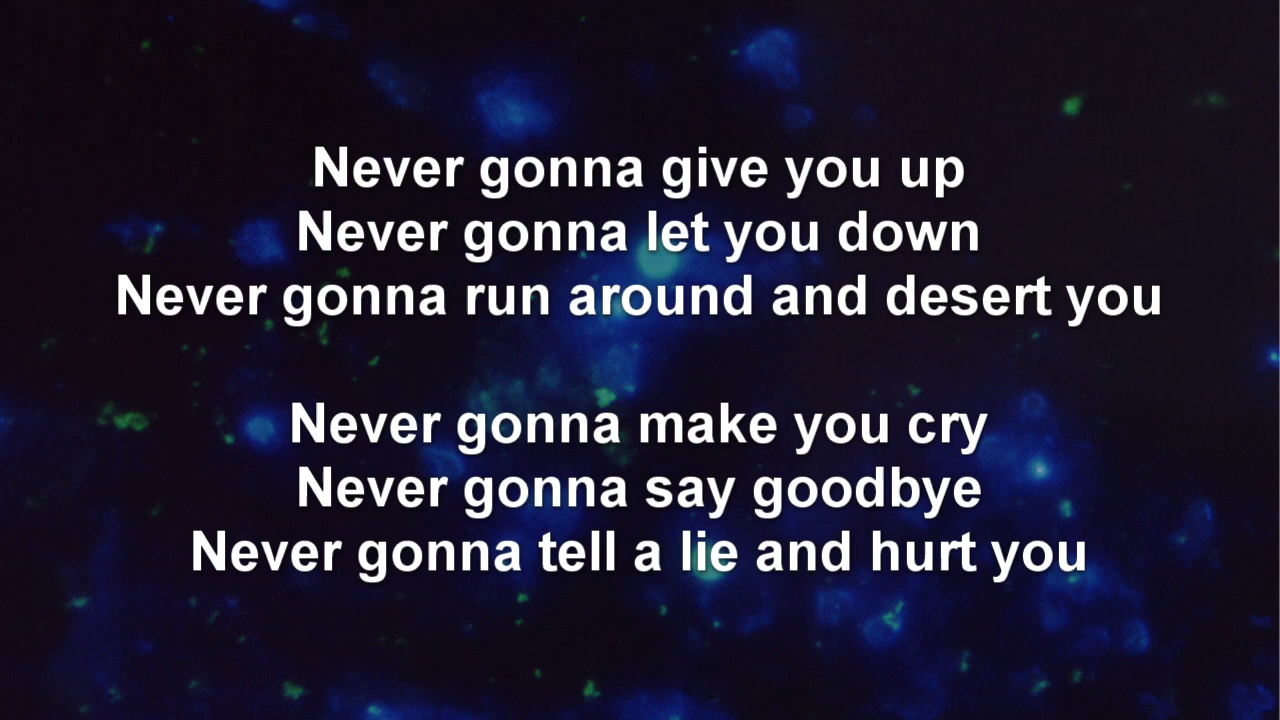 Never gonna give you up
Never gonna let you down
Never gonna run around and desert you
Never gonna make you cry
Never gonna say goodbye
Never gonna tell a lie and hurt you